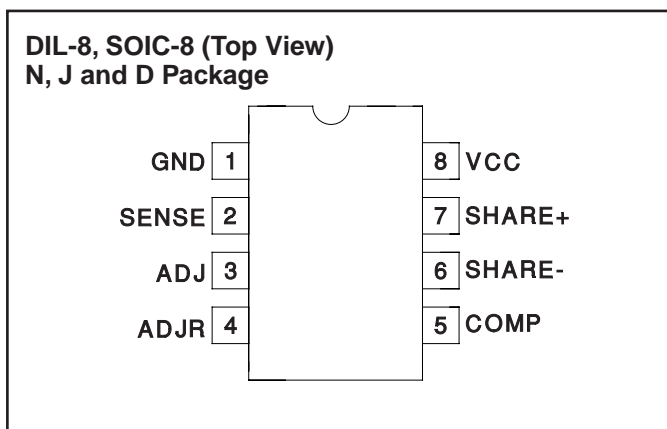 DIL-8, SOIC-8 (Top View)
N, J and D Package
GND 1 8 VCC
SENSE 2 7 SHARE+
ADJ 3 6 SHARE-
ADJR 4 5 COMP